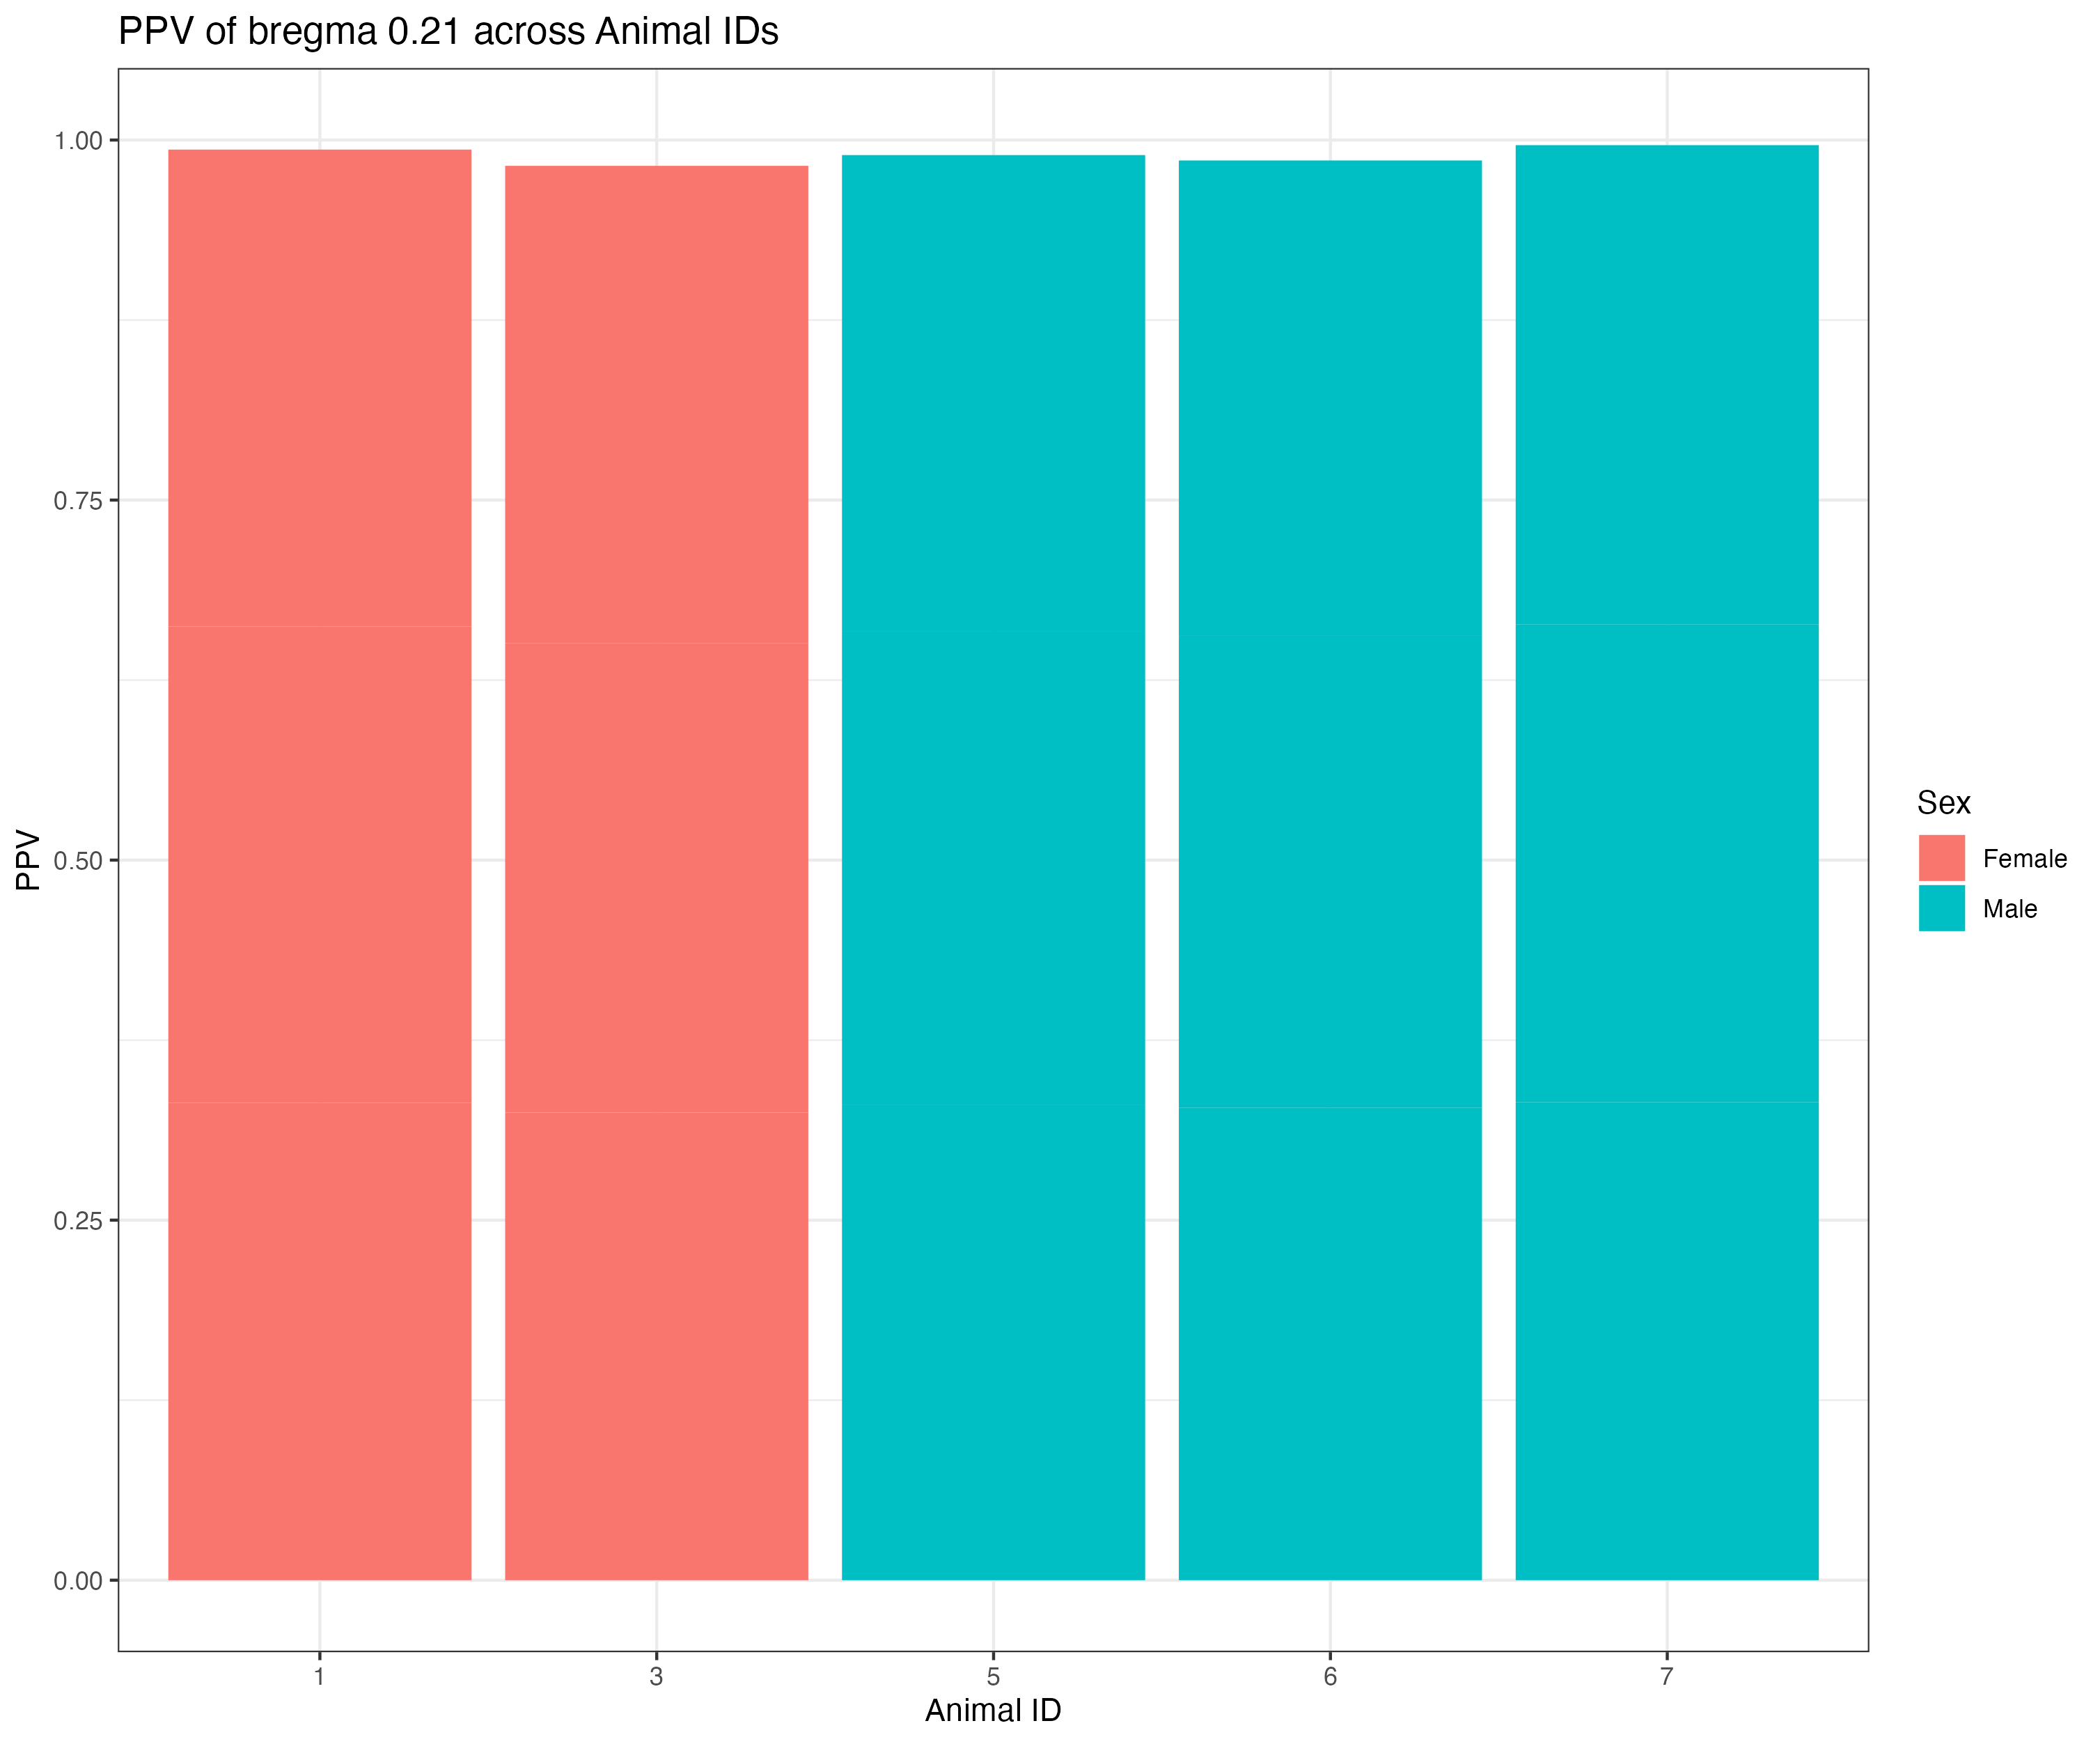 PPV of bregma 0.21 across Animal IDs
1.00
0.75
0.50
0.25
0.00
PPV
1 3 5 6 7
Animal ID
Sex
Female
Male